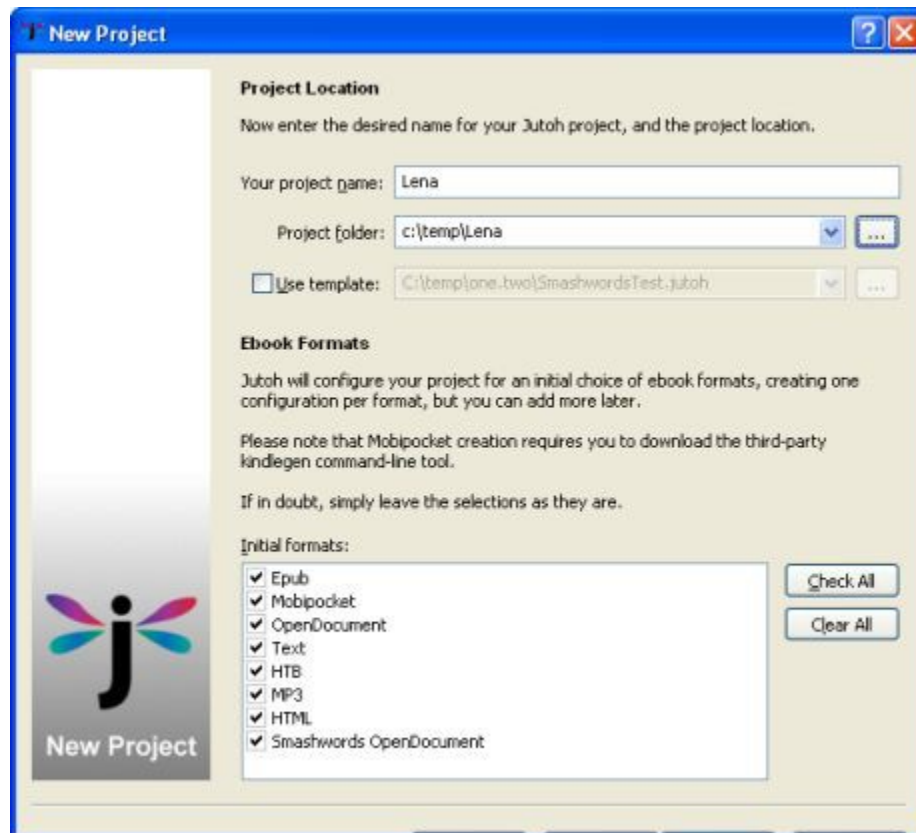 New Project
Project Location
Now enter the desired name for your Jutoh project, and the project location.
Your project name: Lena
Project folder: c:\temp\Lena ...
Use template: C:\temp\one.two\SmashwordsTest.jutoh ...
Ebook Formats
Jutoh will configure your project for an initial choice of ebook formats, creating one
configuration per format, but you can add more later.
Please note that Mobipocket creation requires you to download the third-party
kindlegen command-line tool.
If in doubt, simply leave the selections as they are.
Initial formats:
Epub
Mobipocket
OpenDocument
Text
HTB
MP3
HTML
Smashwords OpenDocument
Check All
Clear All
j
New Project